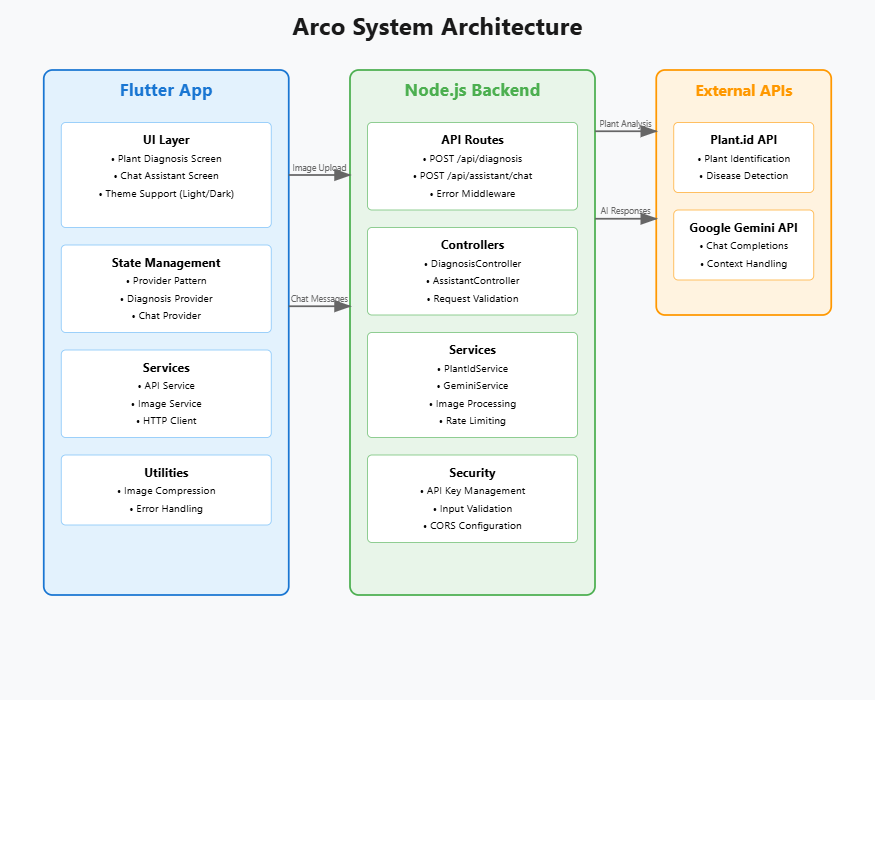 Arco System Architecture
Flutter App
UI Layer
• Plant Diagnosis Screen
• Chat Assistant Screen
• Theme Support (Light/Dark)
State Management
• Provider Pattern
• Diagnosis Provider
• Chat Provider
Services
• API Service
• Image Service
• HTTP Client
Utilities
• Image Compression
• Error Handling
Image Upload
Chat Messages
Node.js Backend
API Routes
• POST /api/diagnosis
• POST /api/assistant/chat
• Error Middleware
Controllers
• DiagnosisController
• AssistantController
• Request Validation
Services
• PlantIdService
• GeminiService
• Image Processing
• Rate Limiting
Security
• API Key Management
• Input Validation
• CORS Configuration
Plant Analysis
AI Responses
External APIs
Plant.id API
• Plant Identification
• Disease Detection
Google Gemini API
• Chat Completions
• Context Handling